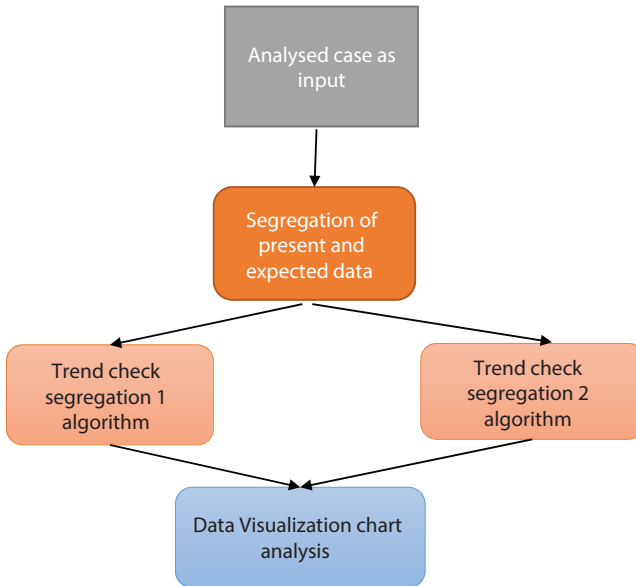 Analysed case as
input
Segregation of
present and
expected data
Trend check
segregation 1
algorithm
Trend check
segregation 2
algorithm
Data Visualization chart
analysis